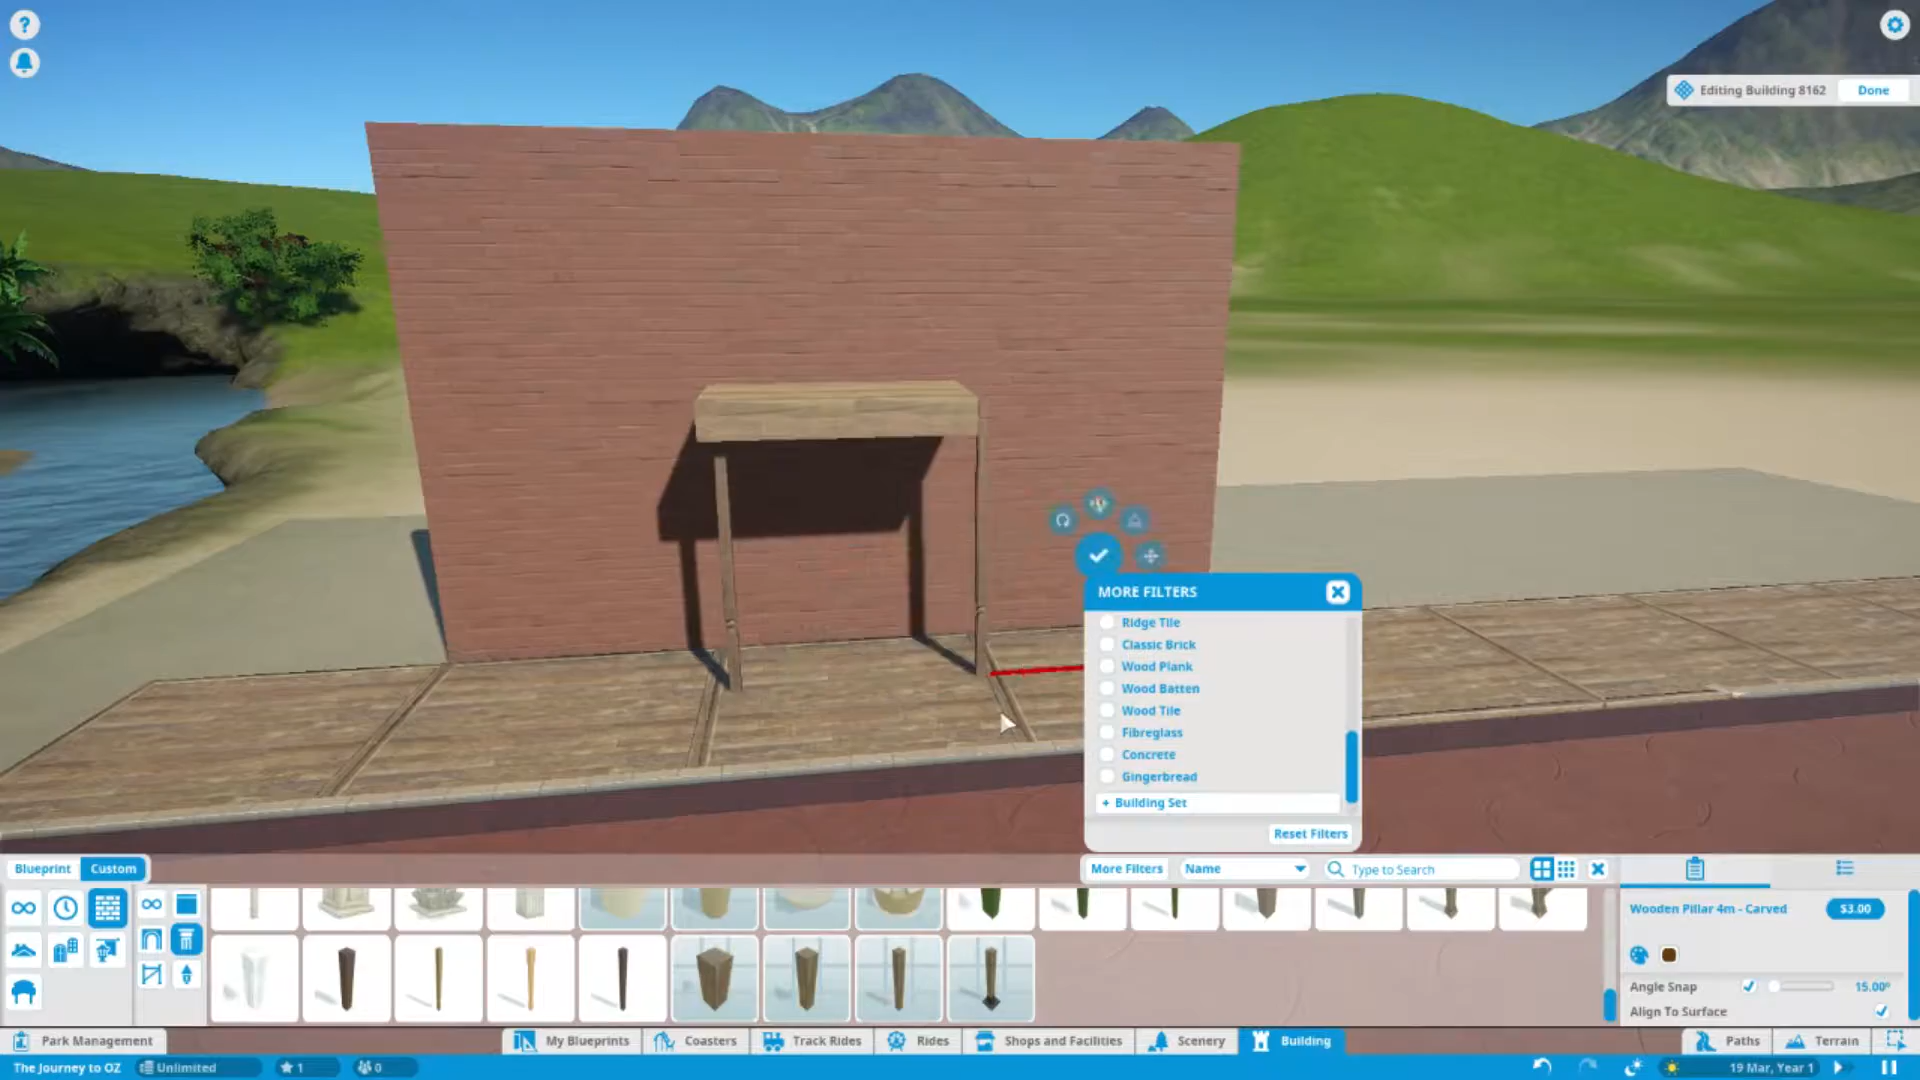 ?
Editing Building 8162
Done
MORE FILTERS
Ridge Tile
Classic Brick
Wood Plank
Wood Batten
Wood Tile
Fibreglass
Concrete
Gingerbread
+ Building Set
Reset Filters
Blueprint
Custom
More Filters
Name
Type to Search
Wooden Pillar 4m - Carved
$3.00
Angle Snap
15.00°
Align To Surface
Park Management
My Blueprints
Coasters
Track Rides
Rides
Shops and Facilities
Scenery
Building
Paths
Terrain
The Journey to OZ
Unlimited
1
0
19 Mar, Year 1